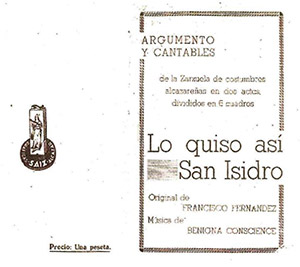 ARGUMENTO
Y CANTABLES
de la Zarzuela de costumbres
alcazareñas en dos actos,
divididos en 6 cuadros
Lo quiso así
San Isidro
Original de
FRANCISCO FERNANDEZ
Música de
BENIGNA CONSCIENCE
SAIZ
Precio: Una peseta.